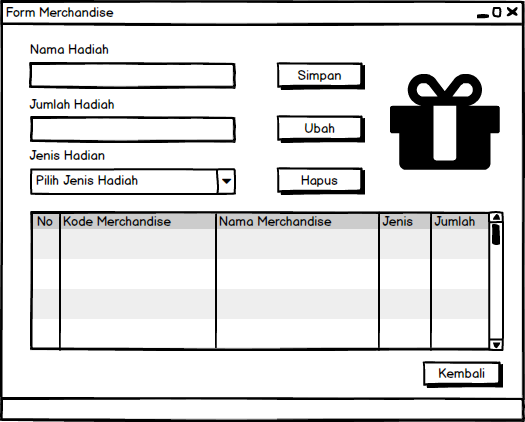 Form Merchandise
Nama Hadiah
Simpan
Jumlah Hadiah
Ubah
Jenis Hadian
Pilih Jenis Hadiah
Hapus
No Kode Merchandise Nama Merchandise Jenis Jumlah
Kembali